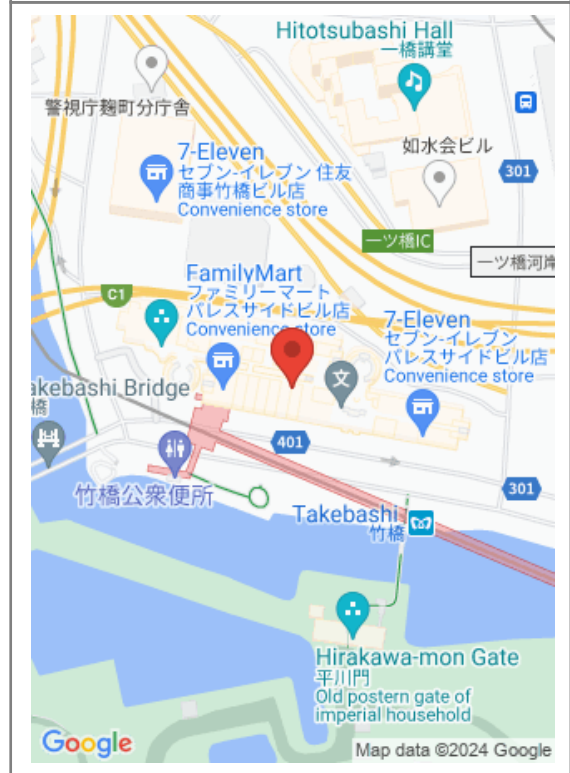 Hitotsubashi Hall
一橋講堂
警視庁麹町分庁舎
如水会ビル
7-Eleven
セブン-イレブン 住友
商事竹橋ビル店
Convenience store
301
一ツ橋IC
一ツ橋河岸
FamilyMart
ファミリーマート
パレスサイドビル店
Convenience store
C1
7-Eleven
セブン-イレブン
パレスサイドビル店
Convenience store
文
akebashi Bridge
橋
401
竹橋公衆便所
301
Takebashi
竹橋
Hirakawa-mon Gate
平川門
Old postern gate of
imperial household
Google
Map data ©2024 Google